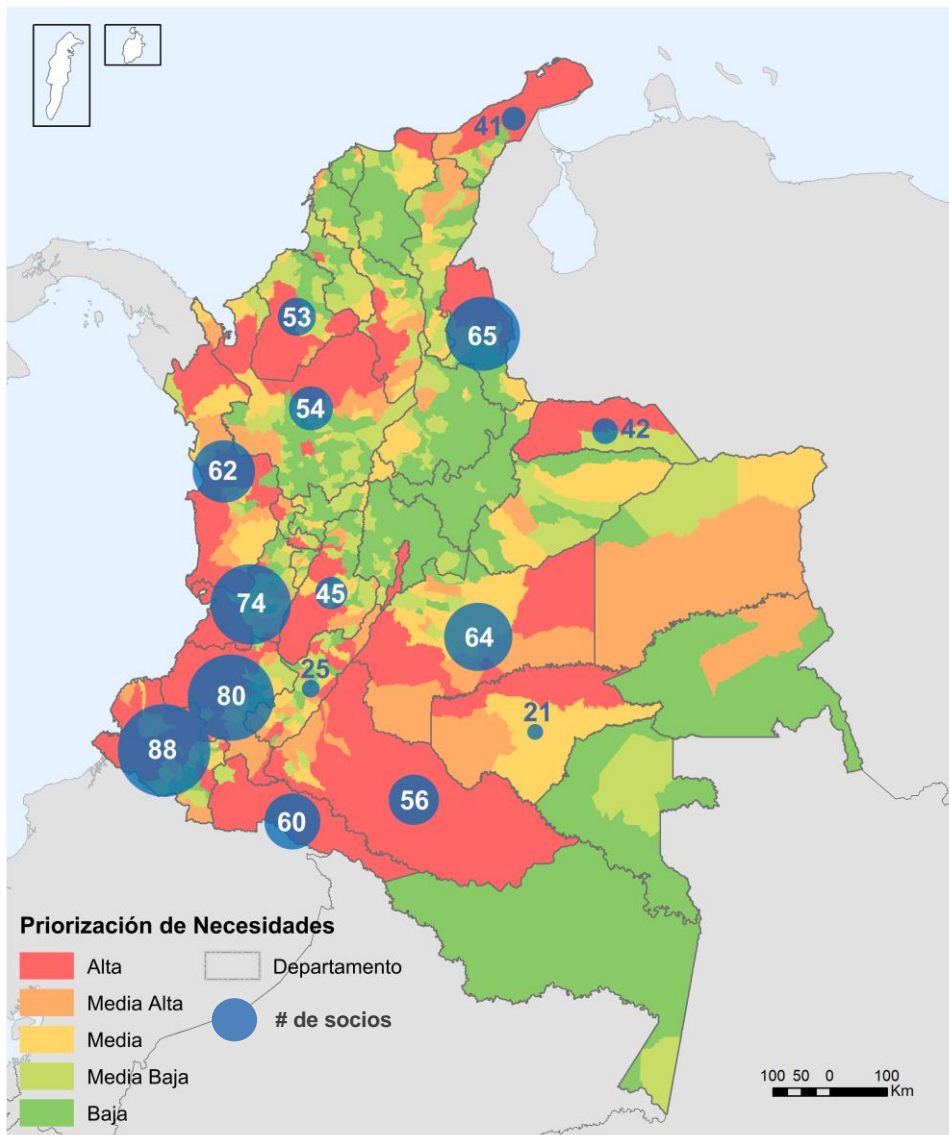 41
53
65
54
42
62
74
45
64
25
80
21
88
56
60
Priorización de Necesidades
Alta
Departamento
Media Alta
# de socios
Media
Media Baja
Baja
100 50 0 100
Km